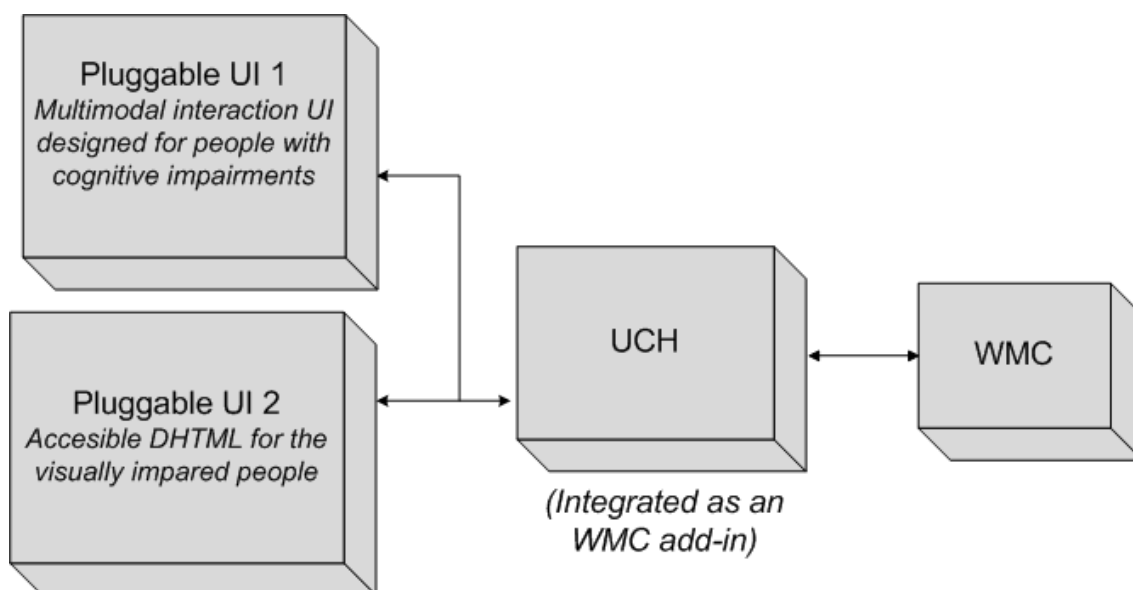 Pluggable UI 1
Multimodal interaction UI
designed for people with
cognitive impairments
Pluggable UI 2
Accesible DHTML for the
visually impared people
UCH
(Integrated as an
WMC add-in)
WMC